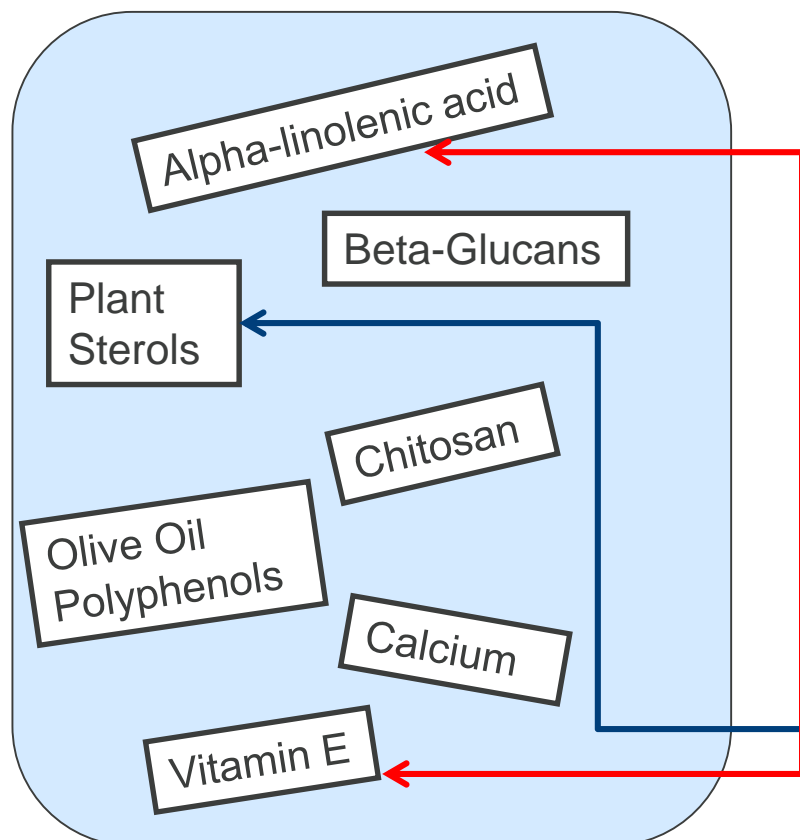 Alpha-linolenic acid
Beta-Glucans
Plant
Sterols
Chitosan
Olive Oil
Polyphenols
Calcium
Vitamin E